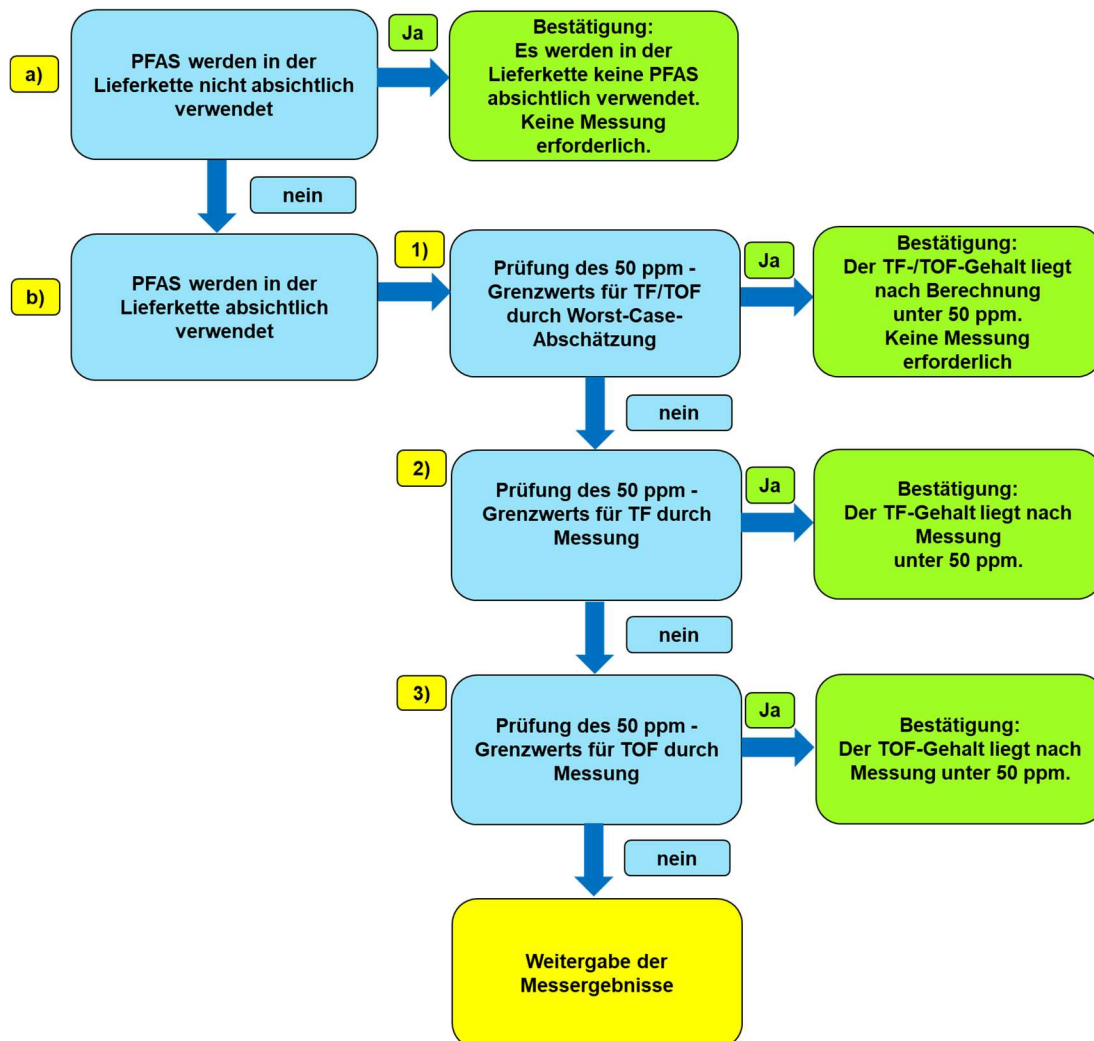 a)
PFAS werden in der
Lieferkette nicht absichtlich
verwendet
Ja
Bestätigung:
Es werden in der
Lieferkette keine PFAS
absichtlich verwendet.
Keine Messung
erforderlich.
nein
b)
PFAS werden in der
Lieferkette absichtlich
verwendet
1)
Prüfung des 50 ppm -
Grenzwerts für TF/TOF
durch Worst-Case-
Abschätzung
Ja
Bestätigung:
Der TF-/TOF-Gehalt liegt
nach Berechnung
unter 50 ppm.
Keine Messung
erforderlich
nein
2)
Prüfung des 50 ppm -
Grenzwerts für TF durch
Messung
Ja
Bestätigung:
Der TF-Gehalt liegt nach
Messung
unter 50 ppm.
nein
3)
Prüfung des 50 ppm -
Grenzwerts für TOF durch
Messung
Ja
Bestätigung:
Der TOF-Gehalt liegt nach
Messung unter 50 ppm.
nein
Weitergabe der
Messergebnisse